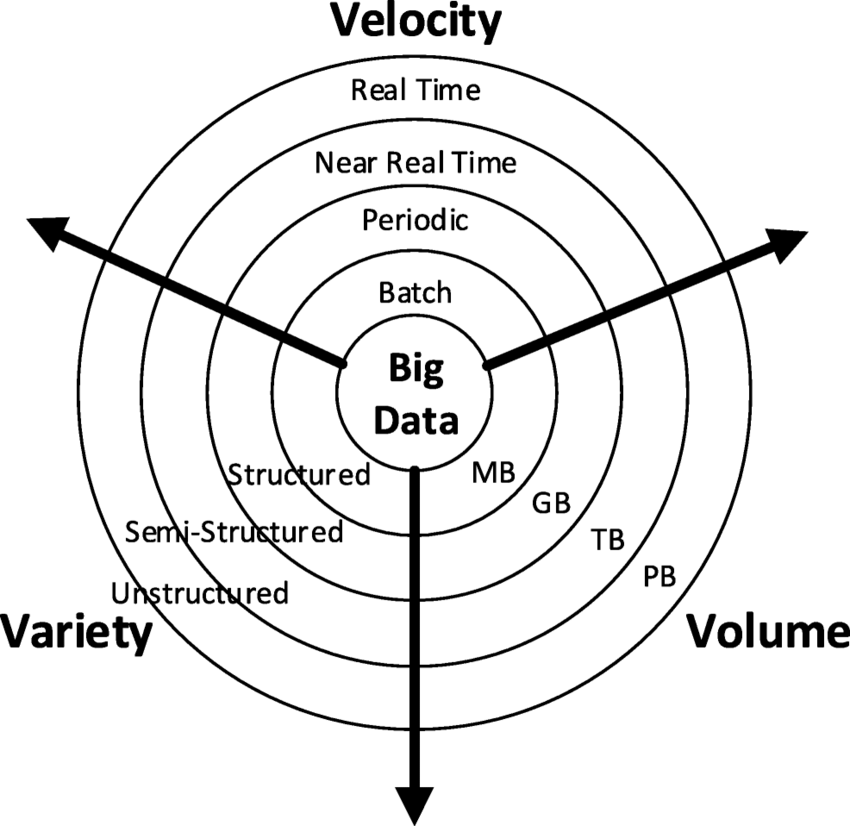 Velocity
Real Time
Near Real Time
Periodic
Batch
Big
Data
Structured
MB
GB
Semi-Structured
TB
PB
Unstructured
Variety
Volume